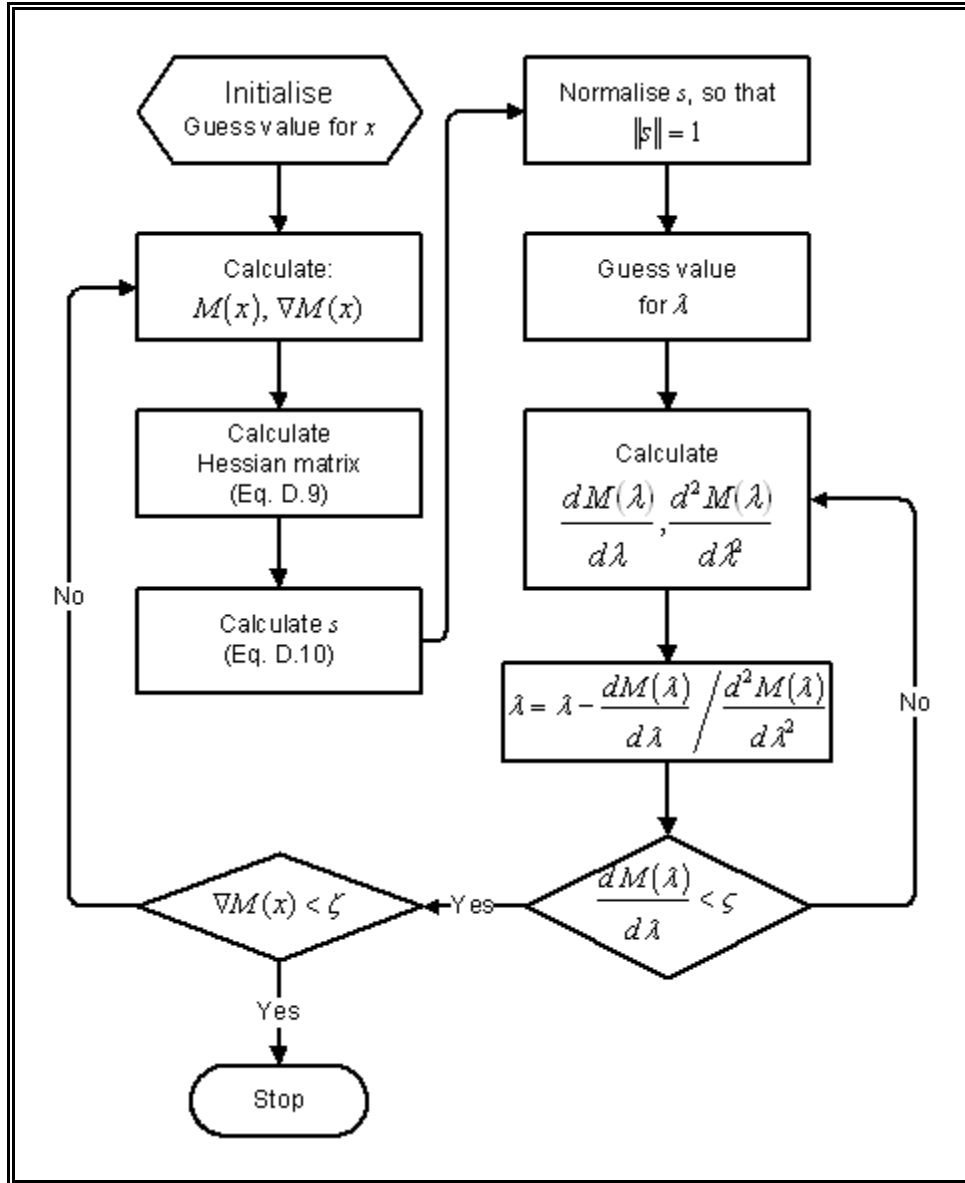 Initialise
Guess value for x
Calculate:
M(x), ∇M(x)
Calculate
Hessian matrix
(Eq. D.9)
Calculate s
(Eq. D.10)
Normalise s, so that
‖s‖ = 1
Guess value
for λ
Calculate
dM(λ)/dλ, d²M(λ)/dλ²
λ = λ − dM(λ)/dλ / d²M(λ)/dλ²
No
dM(λ)/dλ < ς
Yes
∇M(x) < ζ
No
Yes
Stop